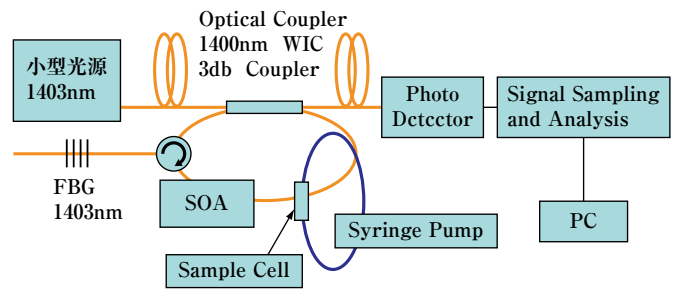 Optical Coupler
1400nm WIC
3db Coupler
小型光源
1403nm
Photo
Dctcctor
Signal Sampling
and Analysis
FBG
1403nm
SOA
Syringe Pump
PC
Sample Cell